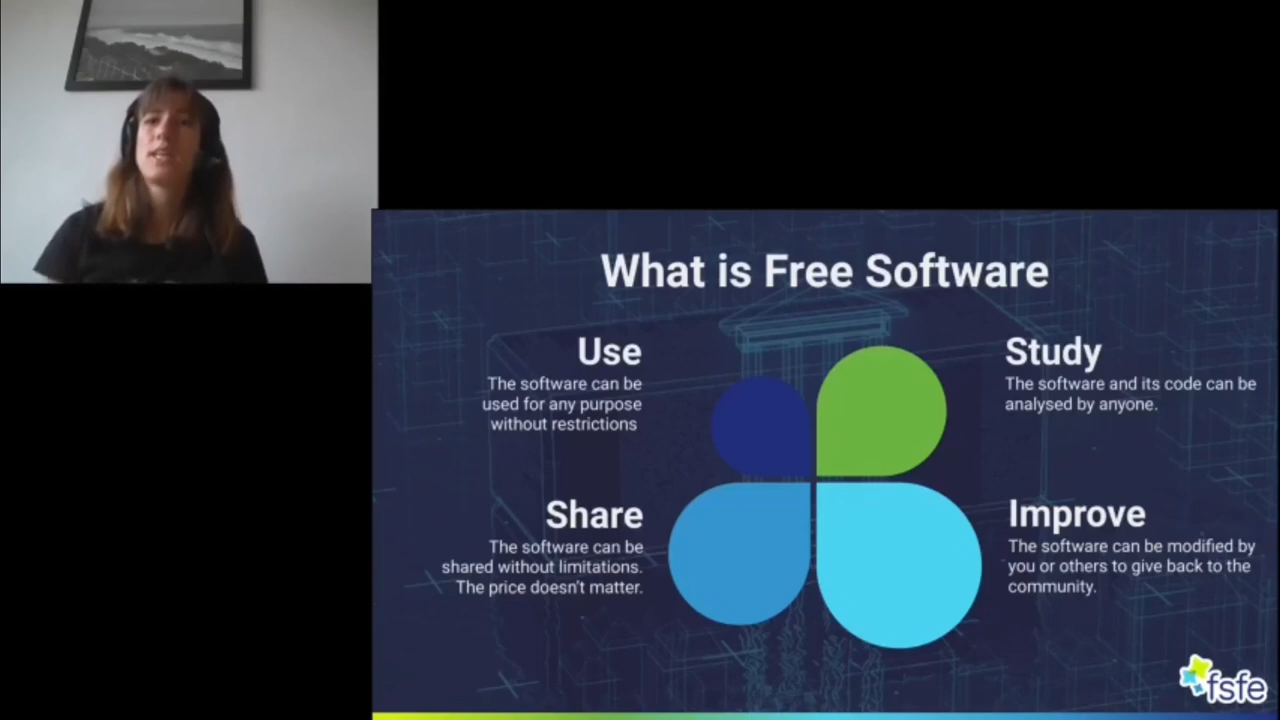 What is Free Software
Use
The software can be
used for any purpose
without restrictions
Study
The software and its code can be
analysed by anyone.
Share
The software can be
shared without limitations.
The price doesn't matter.
Improve
The software can be modified by
you or others to give back to the
community.
fsfe